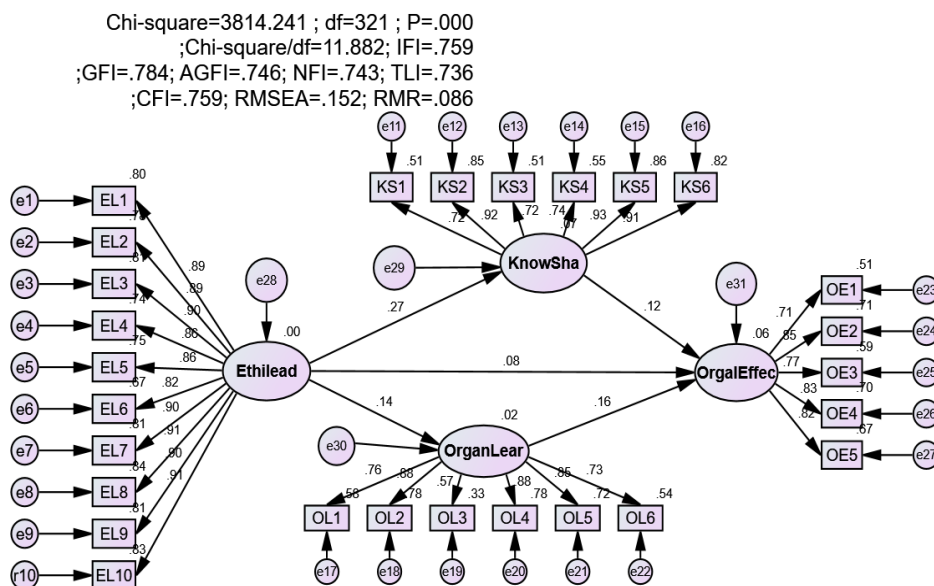 Chi-square=3814.241 ; df=321 ; P=.000
;Chi-square/df=11.882; IFI=.759
;GFI=.784; AGFI=.746; NFI=.743; TLI=.736
;CFI=.759; RMSEA=.152; RMR=.086
e11 e12 e13 e14 e15 e16
.51 .85 .51 .55 .86 .82
KS1 KS2 KS3 KS4 KS5 KS6
.72 .92 .72 .74 .93 .91
.07
KnowSha
e29
.27
.12
.80
e1 EL1
e2 EL2
.81
e3 EL3
.74
e4 EL4
.75
e5 EL5
.67
e6 EL6
e7 EL7
.81
e8 EL8
.84
e9 EL9
.81
r10 EL10
.83
.89
.89
.90
.86
.86
.82
.90
.91
.90
.91
e28
.00
Ethilead
.08
.14
.16
e31
.06
OrgalEffec
.71
.85
.77
.83
.82
.51
OE1 e23
.71
OE2 e24
.59
OE3 e25
.70
OE4 e26
.67
OE5 e27
e30
.02
OrganLear
.76 .88 .57 .88 .85 .73
.58 .78 .33 .78 .72 .54
OL1 OL2 OL3 OL4 OL5 OL6
e17 e18 e19 e20 e21 e22